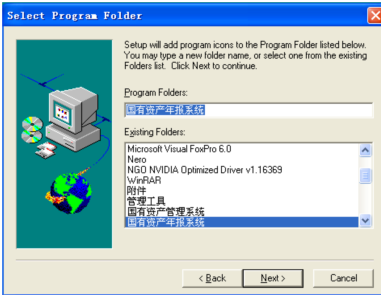 Select Program Folder
Setup will add program icons to the Program Folder listed below.
You may type a new folder name, or select one from the existing
Folders list. Click Next to continue.
Program Folders:
国有资产年报系统
Existing Folders:
Microsoft Visual FoxPro 6.0
Nero
NGO NVIDIA Optimized Driver v1.16369
WinRAR
附件
管理工具
国有资产管理系统
国有资产年报系统
< Back
Next >
Cancel